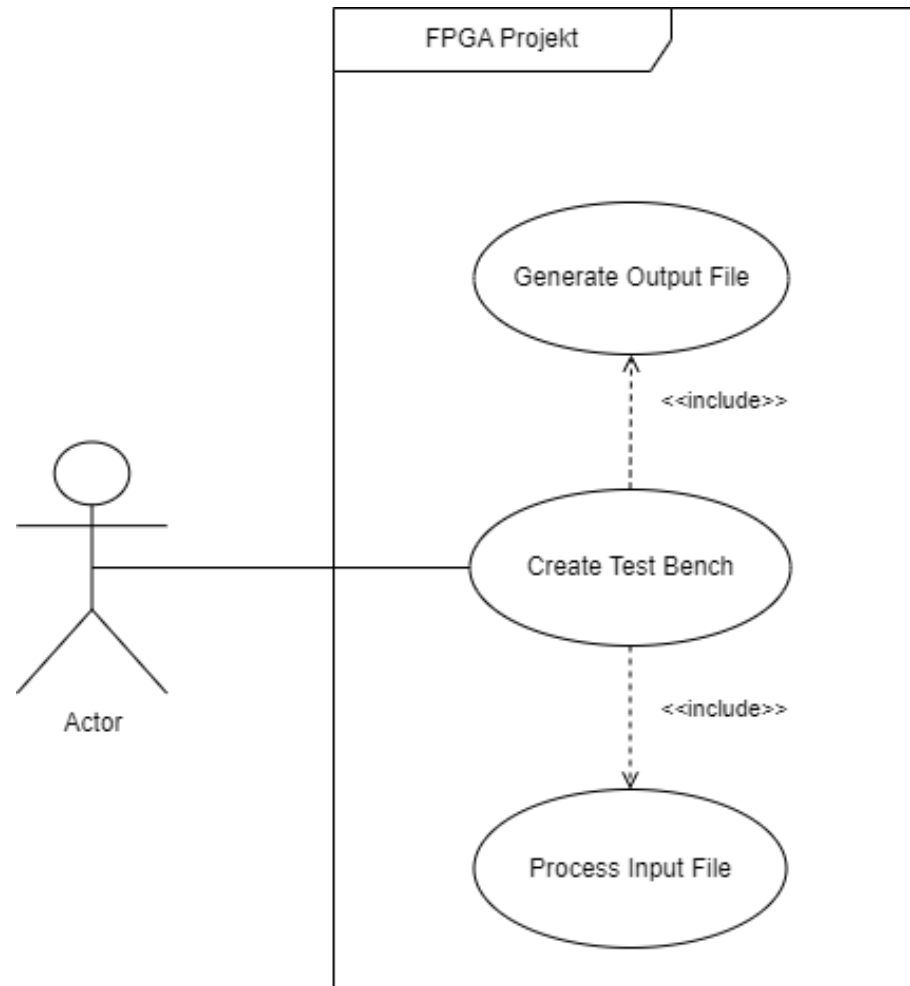 FPGA Projekt
Generate Output File
<<include>>
Create Test Bench
<<include>>
Actor
Process Input File